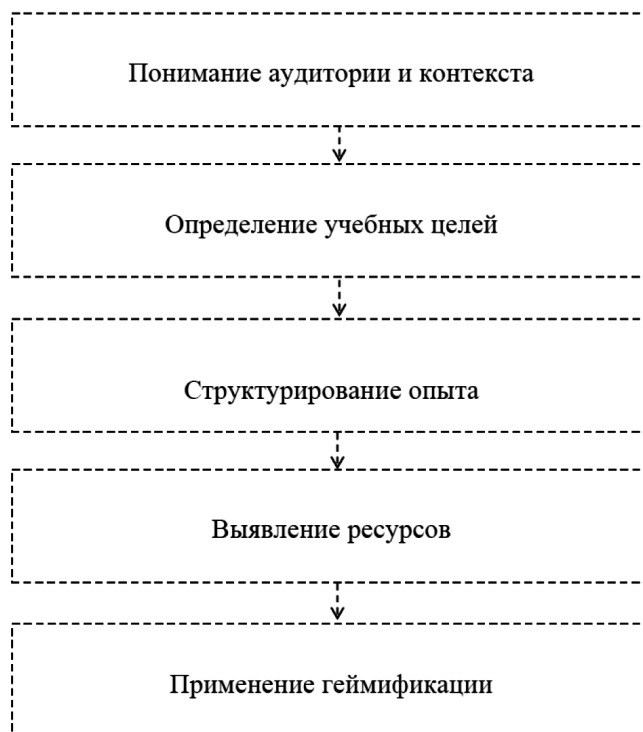 Понимание аудитории и контекста
Определение учебных целей
Структурирование опыта
Выявление ресурсов
Применение геймификации